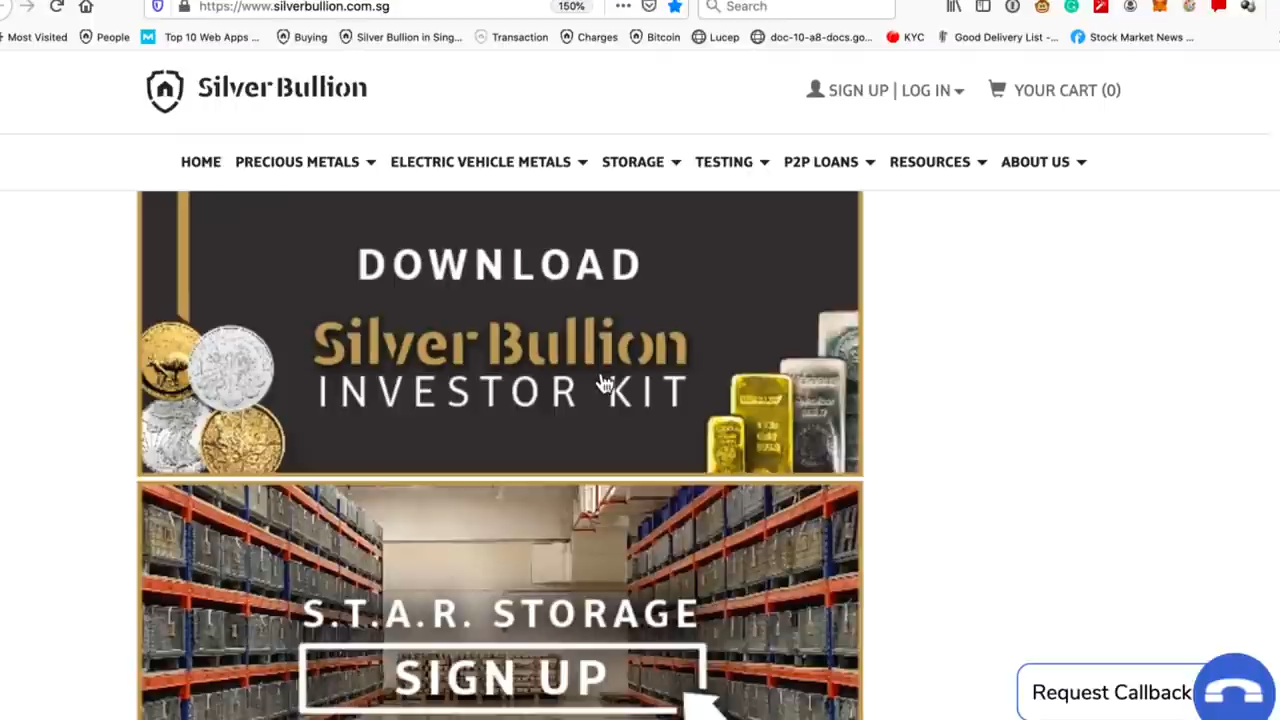 https://www.silverbullion.com.sg
150%
Search
Most Visited
People
Top 10 Web Apps ...
Buying
Silver Bullion in Sing...
Transaction
Charges
Bitcoin
Lucep
doc-10-a8-docs.go...
KYC
Good Delivery List -...
Stock Market News ...
Silver Bullion
SIGN UP | LOG IN
YOUR CART (0)
HOME
PRECIOUS METALS
ELECTRIC VEHICLE METALS
STORAGE
TESTING
P2P LOANS
RESOURCES
ABOUT US
DOWNLOAD
Silver Bullion
INVESTOR KIT
S.T.A.R. STORAGE
SIGN UP
Request Callback